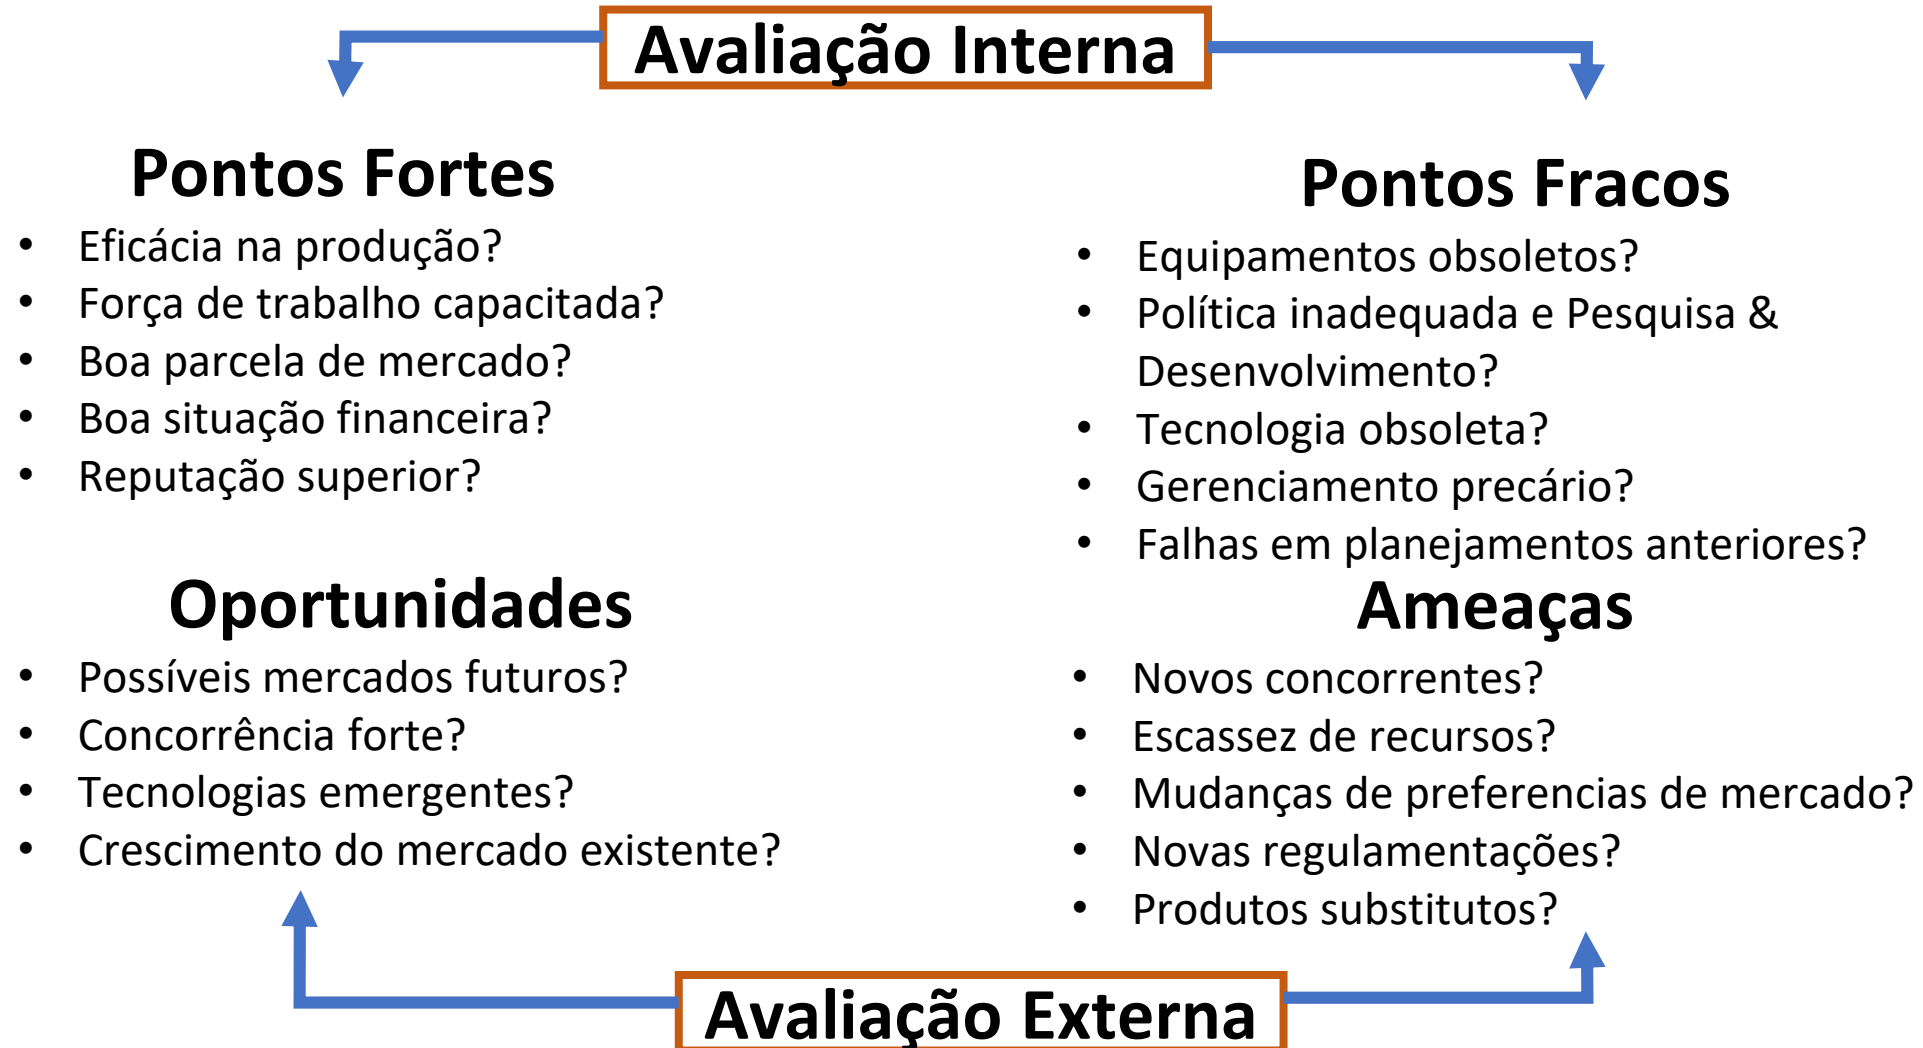 Avaliação Interna
Pontos Fortes
• Eficácia na produção?
• Força de trabalho capacitada?
• Boa parcela de mercado?
• Boa situação financeira?
• Reputação superior?
Pontos Fracos
• Equipamentos obsoletos?
• Política inadequada e Pesquisa &
Desenvolvimento?
• Tecnologia obsoleta?
• Gerenciamento precário?
• Falhas em planejamentos anteriores?
Oportunidades
• Possíveis mercados futuros?
• Concorrência forte?
• Tecnologias emergentes?
• Crescimento do mercado existente?
Ameaças
• Novos concorrentes?
• Escassez de recursos?
• Mudanças de preferencias de mercado?
• Novas regulamentações?
• Produtos substitutos?
Avaliação Externa